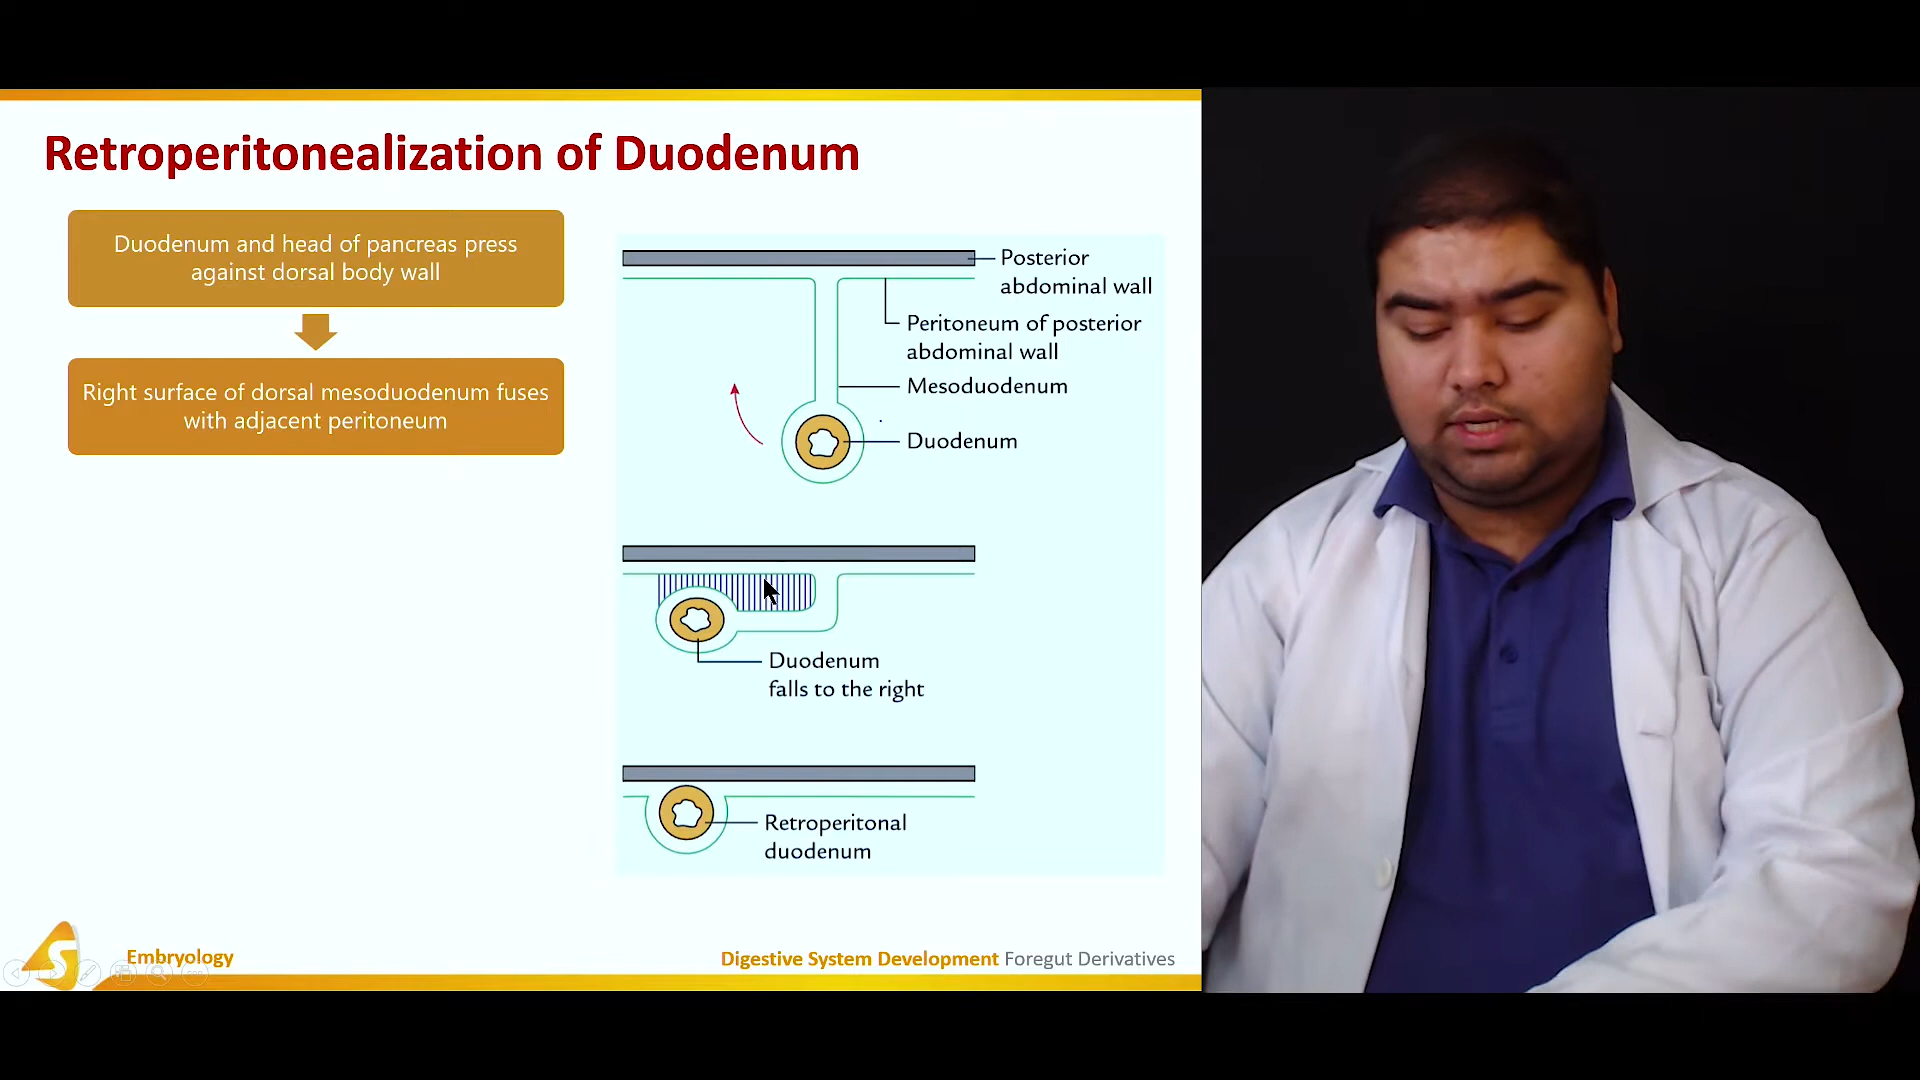 Retroperitonealization of Duodenum
Duodenum and head of pancreas press
against dorsal body wall
Right surface of dorsal mesoduodenum fuses
with adjacent peritoneum
Posterior
abdominal wall
Peritoneum of posterior
abdominal wall
Mesoduodenum
Duodenum
Duodenum
falls to the right
Retroperitonal
duodenum
S
Embryology
Digestive System Development Foregut Derivatives